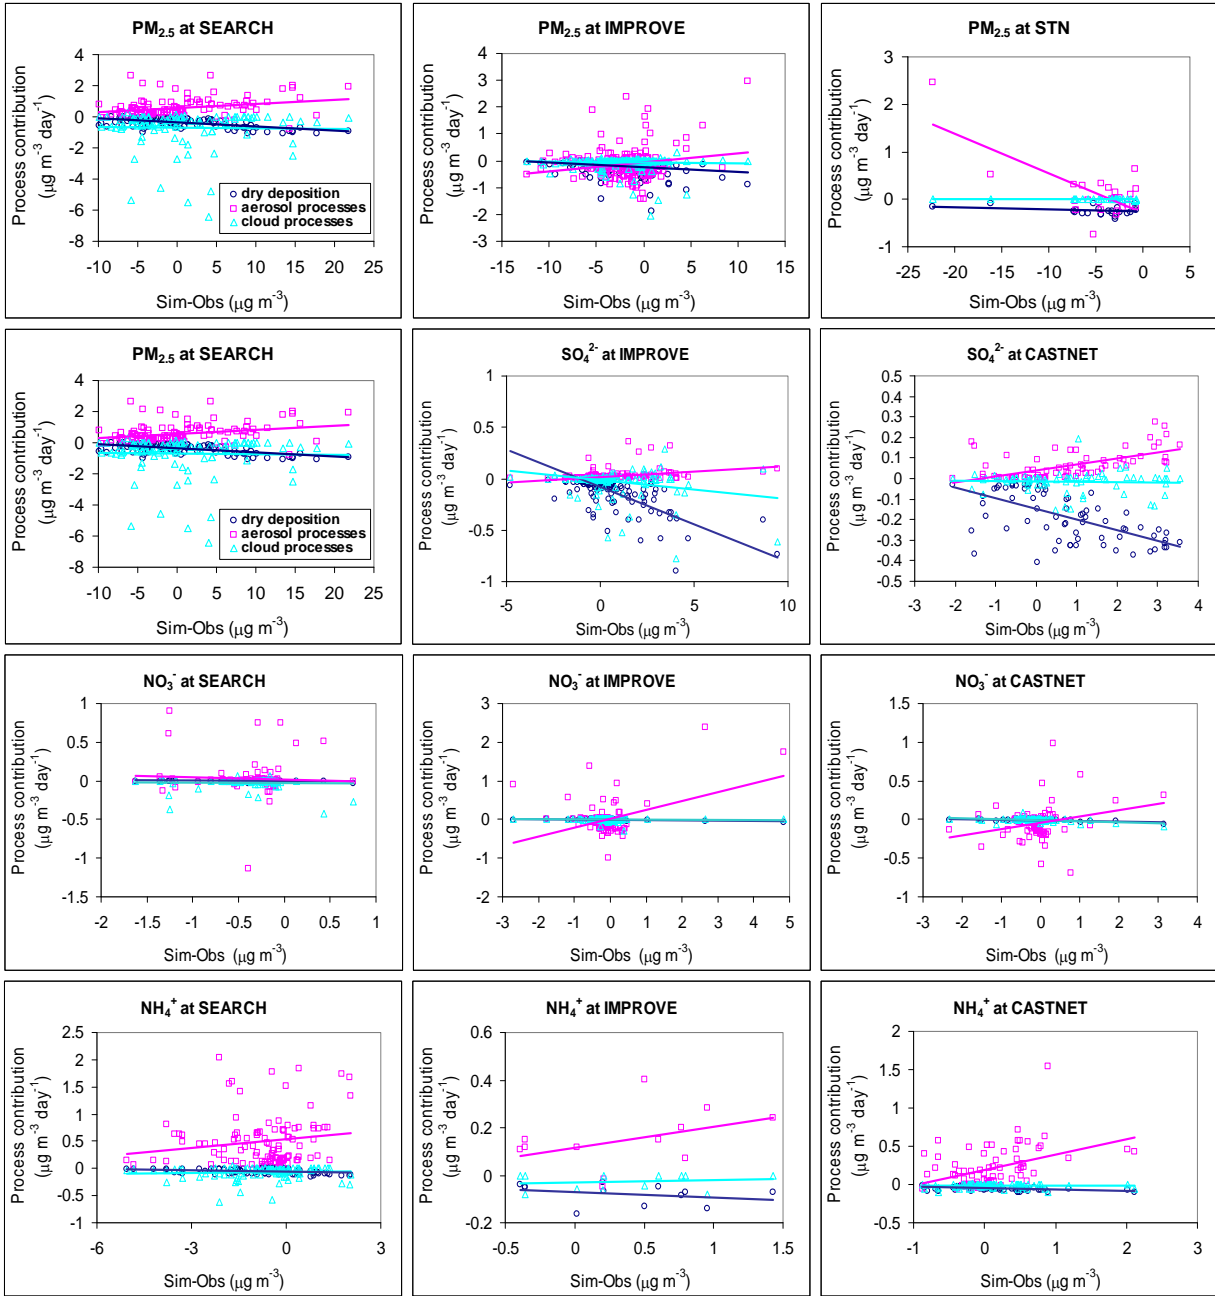 PM2.5 at SEARCH
4
2
0
-2
-4
-6
-8
-10 -5 0 5 10 15 20 25
Process contribution
(μg m-3 day-1)
Sim-Obs (μg m-3)
dry deposition
aerosol processes
cloud processes
PM2.5 at IMPROVE
4
3
2
1
0
-1
-2
-3
-15 -10 -5 0 5 10 15
Process contribution
(μg m-3 day-1)
Sim-Obs (μg m-3)
PM2.5 at STN
3
2
1
0
-1
-25 -20 -15 -10 -5 0 5
Process contribution
(μg m-3 day-1)
Sim-Obs (μg m-3)
PM2.5 at SEARCH
4
2
0
-2
-4
-6
-8
-10 -5 0 5 10 15 20 25
Process contribution
(μg m-3 day-1)
Sim-Obs (μg m-3)
dry deposition
aerosol processes
cloud processes
SO42- at IMPROVE
1
0.5
0
-0.5
-1
-5 0 5 10
Process contribution
(μg m-3 day-1)
Sim-Obs (μg m-3)
SO42- at CASTNET
0.5
0.4
0.3
0.2
0.1
0
-0.1
-0.2
-0.3
-0.4
-0.5
-3 -2 -1 0 1 2 3 4
Process contribution
(μg m-3 day-1)
Sim-Obs (μg m-3)
NO3- at SEARCH
1
0.5
0
-0.5
-1
-1.5
-2 -1.5 -1 -0.5 0 0.5 1
Process contribution
(μg m-3 day-1)
Sim-Obs (μg m-3)
NO3- at IMPROVE
3
2
1
0
-1
-2
-3 -2 -1 0 1 2 3 4 5
Process contribution
(μg m-3 day-1)
Sim-Obs (μg m-3)
NO3- at CASTNET
1.5
1
0.5
0
-0.5
-1
-3 -2 -1 0 1 2 3 4
Process contribution
(μg m-3 day-1)
Sim-Obs (μg m-3)
NH4+ at SEARCH
2.5
2
1.5
1
0.5
0
-0.5
-1
-6 -3 0 3
Process contribution
(μg m-3 day-1)
Sim-Obs (μg m-3)
NH4+ at IMPROVE
0.6
0.4
0.2
0
-0.2
-0.5 0 0.5 1 1.5
Process contribution
(μg m-3 day-1)
Sim-Obs (μg m-3)
NH4+ at CASTNET
2
1.5
1
0.5
0
-0.5
-1 0 1 2 3
Process contribution
(μg m-3 day-1)
Sim-Obs (μg m-3)